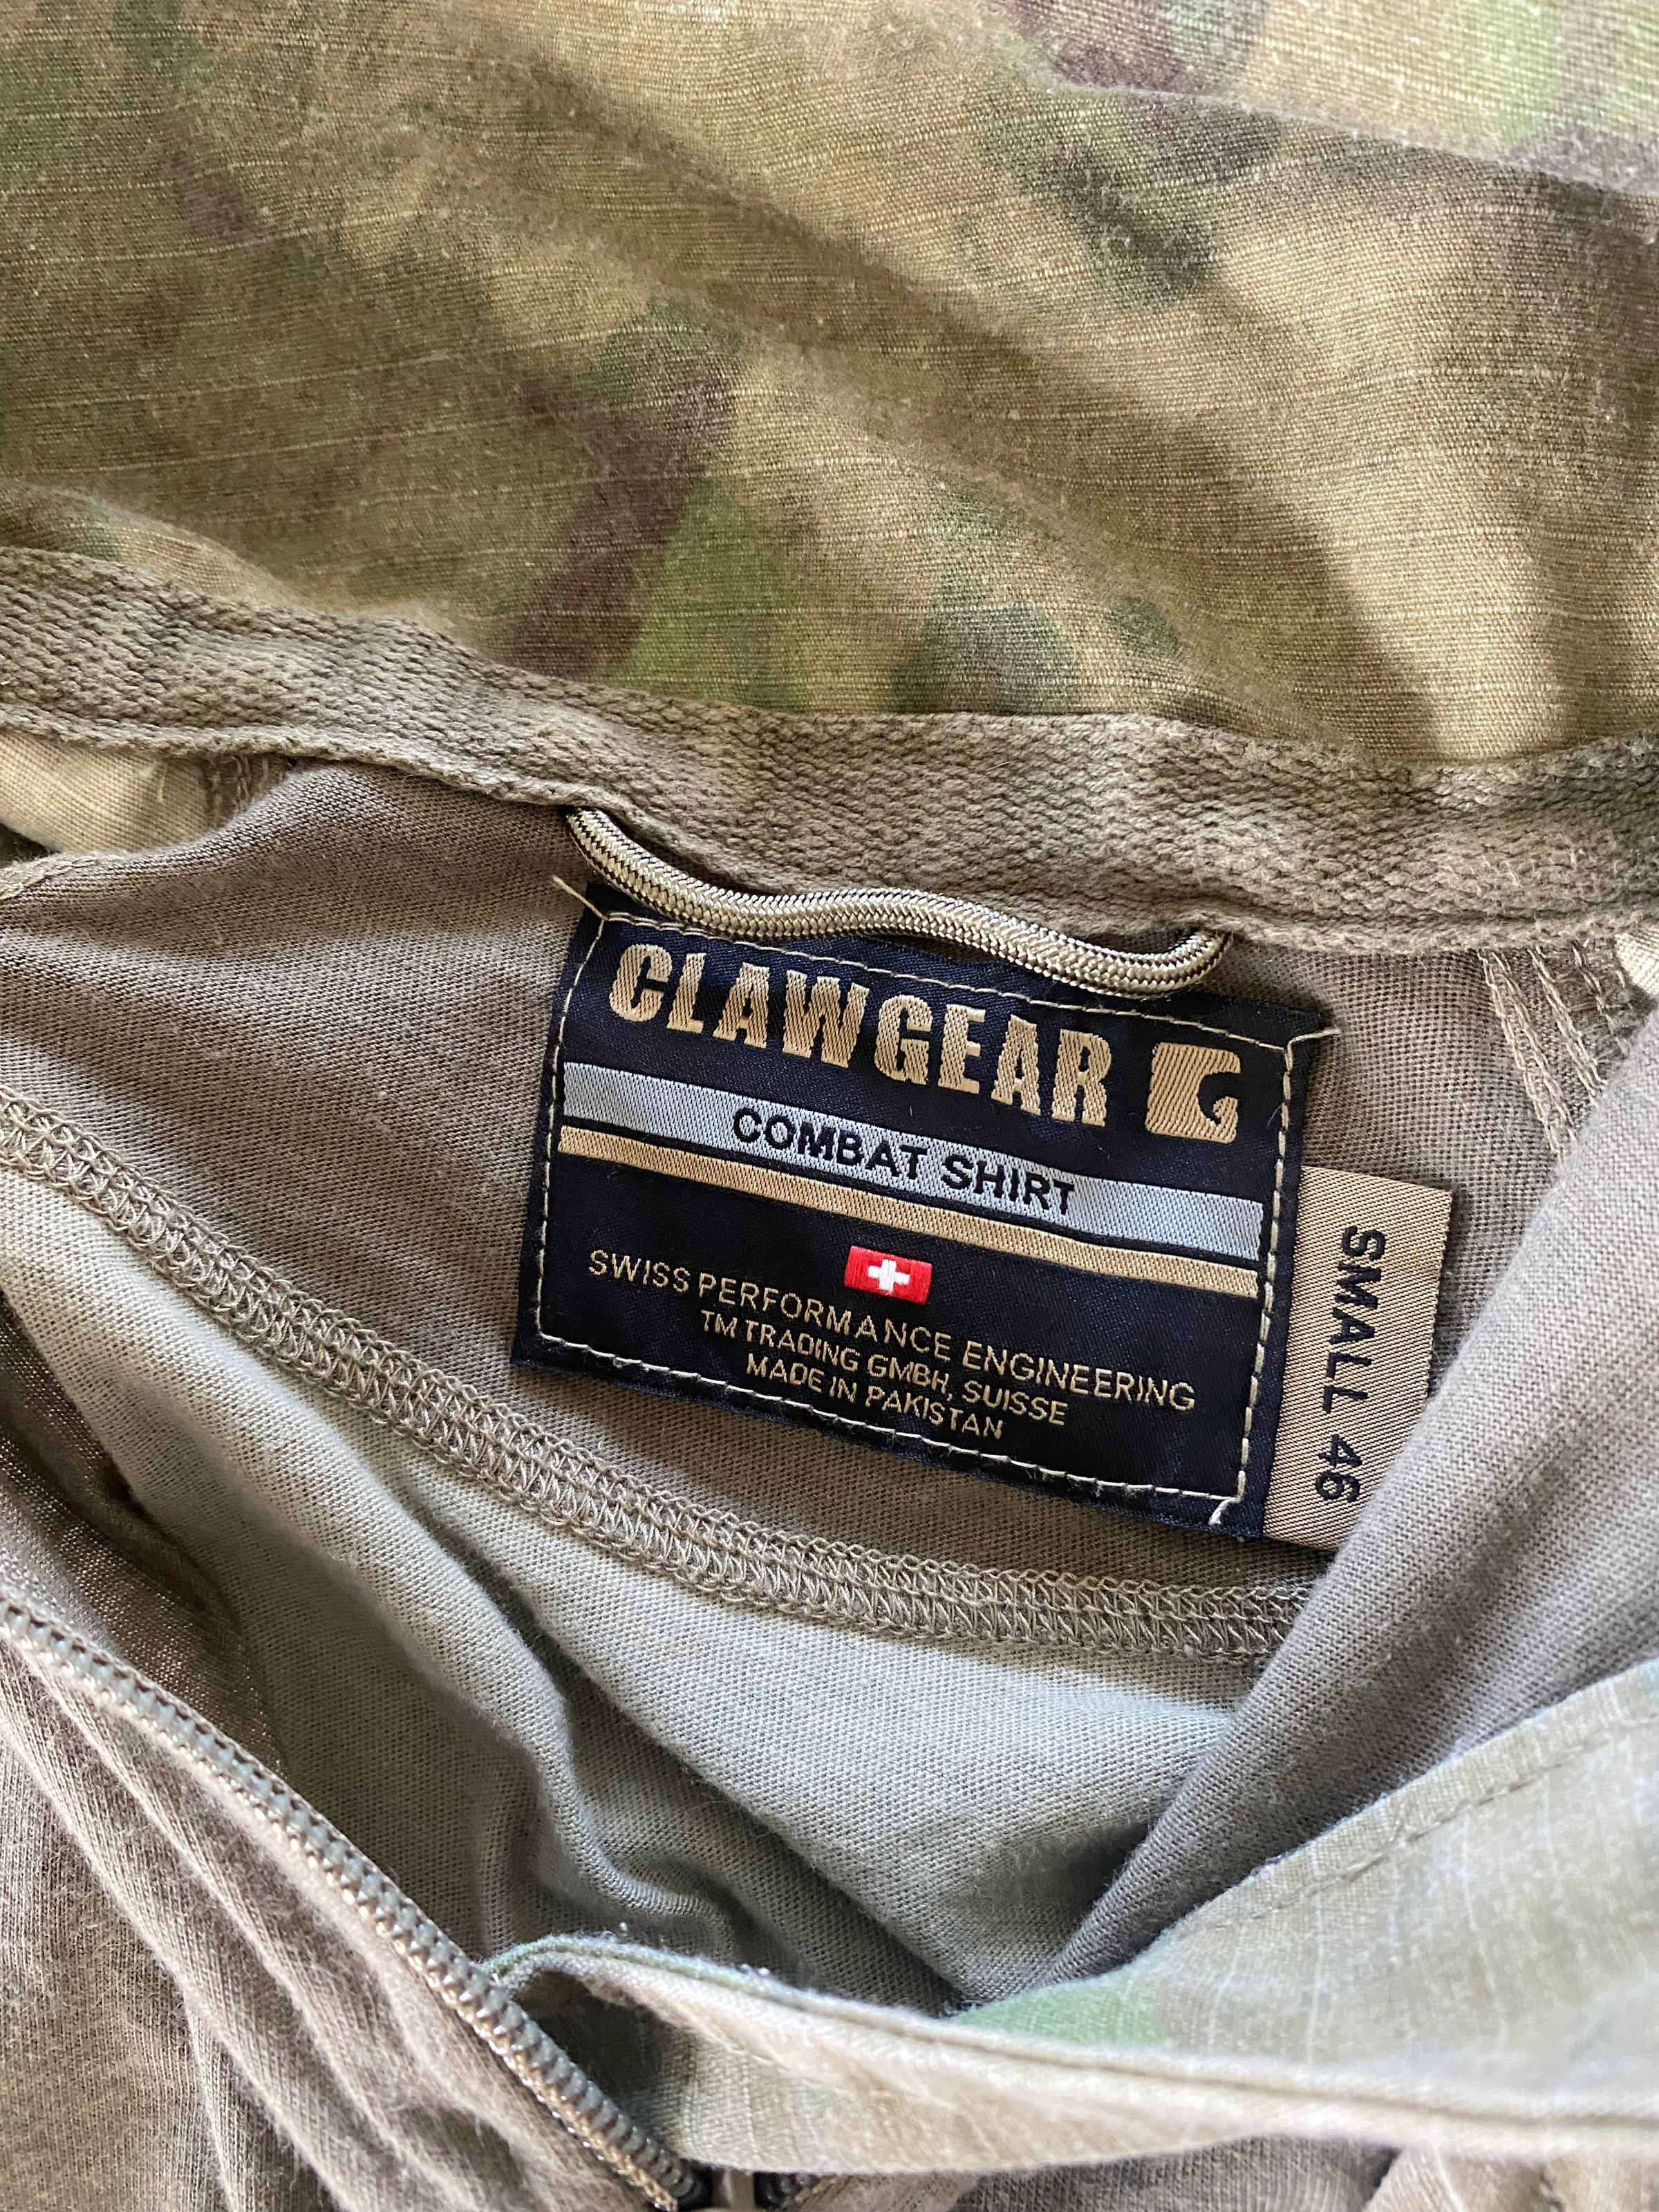 CLAWGEAR
COMBAT SHIRT
SWISS PERFORMANCE ENGINEERING
TM TRADING GMBH, SUISSE
MADE IN PAKISTAN
SMALL 46